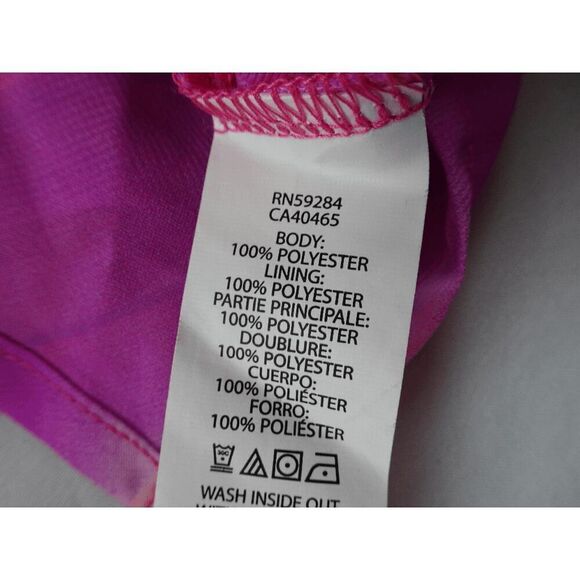 RN59284
CA40465
BODY:
100% POLYESTER
LINING:
100% POLYESTER
PARTIE PRINCIPALE:
100% POLYESTER
DOUBLURE:
100% POLYESTER
CUERPO:
100% POLIÉSTER
FORRO:
100% POLIÉSTER
30C
WASH INSIDE OUT